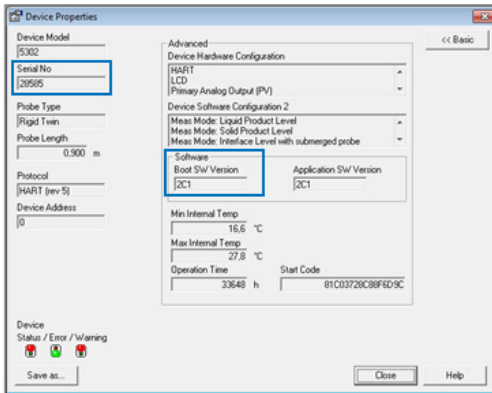 Device Properties
Device Model
5302
Serial No
28585
Probe Type
Rigid Twin
Probe Length
0,900 m
Protocol
HART (rev 5)
Device Address
0
Advanced
Device Hardware Configuration
HART
LCD
Primary Analog Output (PV)
Device Software Configuration 2
Meas Mode: Liquid Product Level
Meas Mode: Solid Product Level
Meas Mode: Interface Level with submerged probe
Software
Boot SW Version
2C1
Application SW Version
2C1
Min Internal Temp
16,6 °C
Max Internal Temp
27,8 °C
Operation Time
33648 h
Start Code
81C03728C88F6D9C
<< Basic
Device
Status / Error / Warning
Save as...
Close
Help